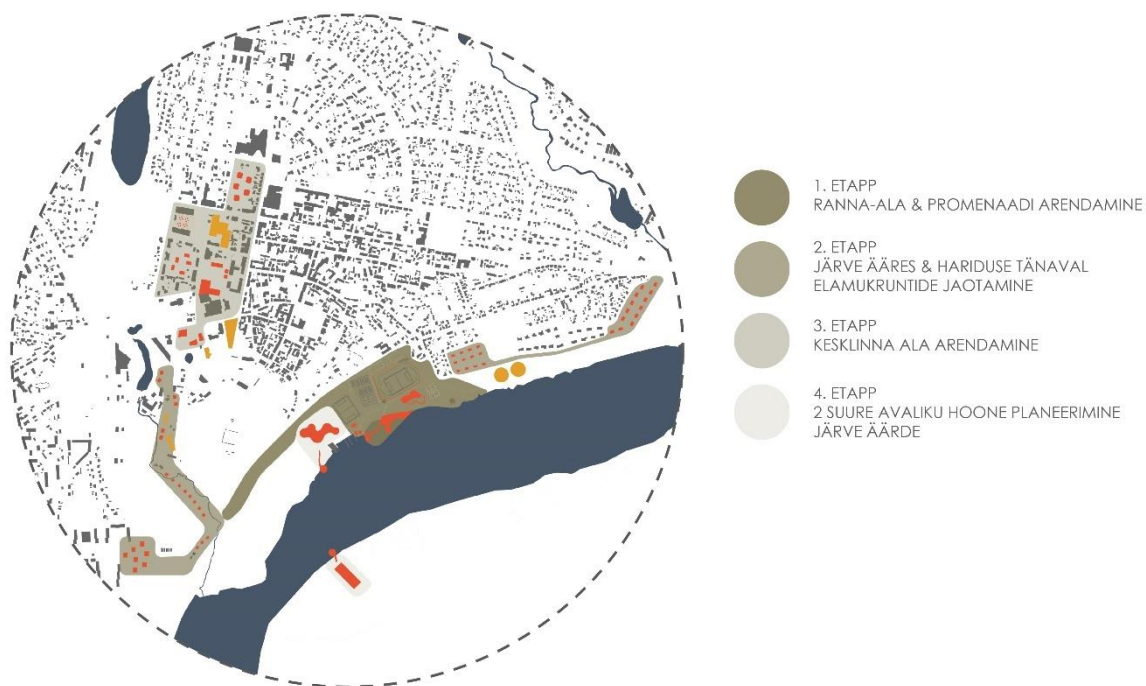 1. ETAPP
RANNA-ALA & PROMENAADI ARENDAMINE
2. ETAPP
JÄRVE ÄÄRES & HARIDUSE TÄNAVAL
ELAMUKRUNTIDE JAOTAMINE
3. ETAPP
KESKLINNA ALA ARENDAMINE
4. ETAPP
2 SUURE AVALIKU HOONE PLANEERIMINE
JÄRVE ÄÄRDE